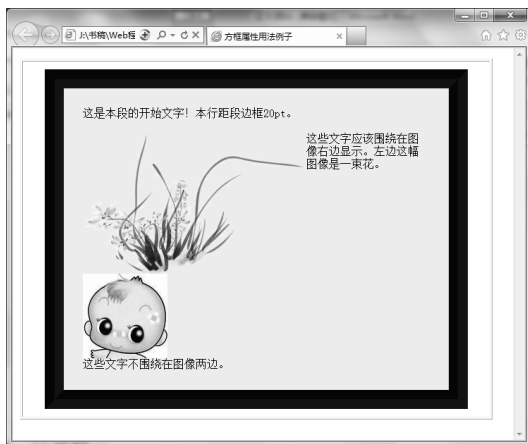 J:\书稿\Web程
方框属性用法例子
这是本段的开始文字！本行距段边框20pt。
这些文字应该围绕在图
像右边显示。左边这幅
图像是一束花。
这些文字不围绕在图像两边。